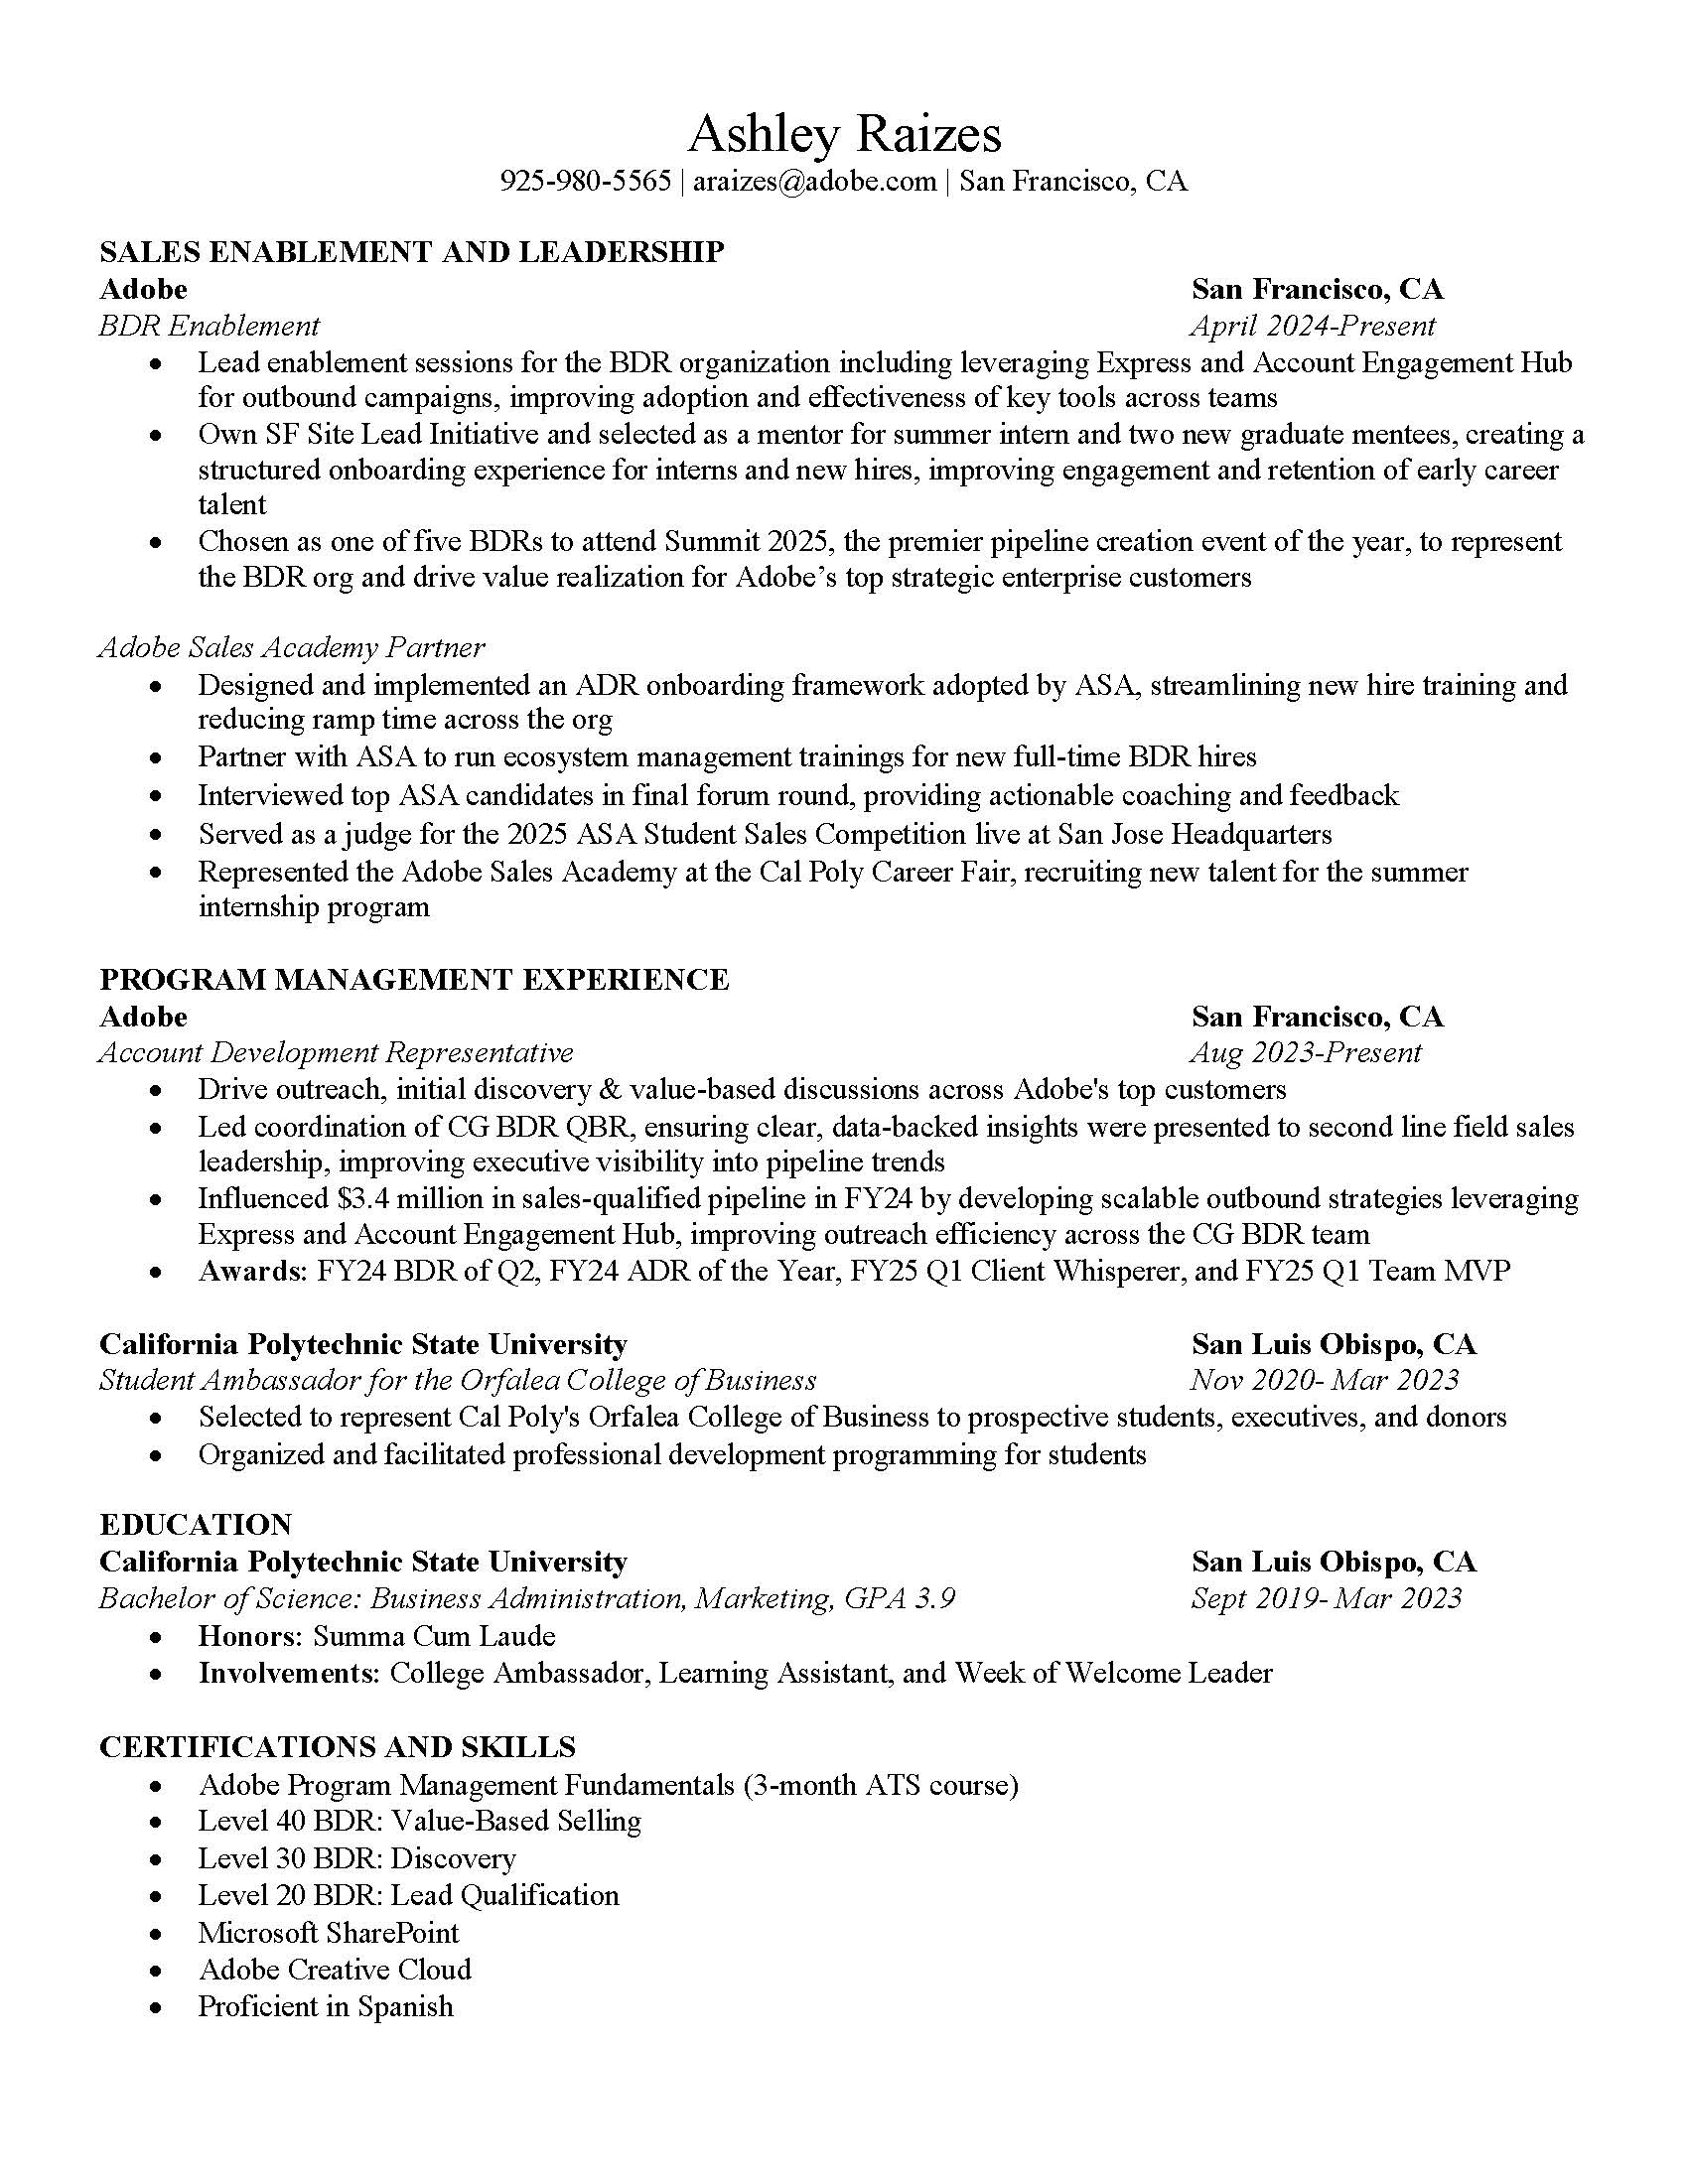 Ashley Raizes
925-980-5565 | araizes@adobe.com | San Francisco, CA
SALES ENABLEMENT AND LEADERSHIP
Adobe San Francisco, CA
BDR Enablement April 2024-Present
• Lead enablement sessions for the BDR organization including leveraging Express and Account Engagement Hub
for outbound campaigns, improving adoption and effectiveness of key tools across teams
• Own SF Site Lead Initiative and selected as a mentor for summer intern and two new graduate mentees, creating a
structured onboarding experience for interns and new hires, improving engagement and retention of early career
talent
• Chosen as one of five BDRs to attend Summit 2025, the premier pipeline creation event of the year, to represent
the BDR org and drive value realization for Adobe’s top strategic enterprise customers
Adobe Sales Academy Partner
• Designed and implemented an ADR onboarding framework adopted by ASA, streamlining new hire training and
reducing ramp time across the org
• Partner with ASA to run ecosystem management trainings for new full-time BDR hires
• Interviewed top ASA candidates in final forum round, providing actionable coaching and feedback
• Served as a judge for the 2025 ASA Student Sales Competition live at San Jose Headquarters
• Represented the Adobe Sales Academy at the Cal Poly Career Fair, recruiting new talent for the summer
internship program
PROGRAM MANAGEMENT EXPERIENCE
Adobe San Francisco, CA
Account Development Representative Aug 2023-Present
• Drive outreach, initial discovery & value-based discussions across Adobe's top customers
• Led coordination of CG BDR QBR, ensuring clear, data-backed insights were presented to second line field sales
leadership, improving executive visibility into pipeline trends
• Influenced $3.4 million in sales-qualified pipeline in FY24 by developing scalable outbound strategies leveraging
Express and Account Engagement Hub, improving outreach efficiency across the CG BDR team
• Awards: FY24 BDR of Q2, FY24 ADR of the Year, FY25 Q1 Client Whisperer, and FY25 Q1 Team MVP
California Polytechnic State University San Luis Obispo, CA
Student Ambassador for the Orfalea College of Business Nov 2020- Mar 2023
• Selected to represent Cal Poly's Orfalea College of Business to prospective students, executives, and donors
• Organized and facilitated professional development programming for students
EDUCATION
California Polytechnic State University San Luis Obispo, CA
Bachelor of Science: Business Administration, Marketing, GPA 3.9 Sept 2019- Mar 2023
• Honors: Summa Cum Laude
• Involvements: College Ambassador, Learning Assistant, and Week of Welcome Leader
CERTIFICATIONS AND SKILLS
• Adobe Program Management Fundamentals (3-month ATS course)
• Level 40 BDR: Value-Based Selling
• Level 30 BDR: Discovery
• Level 20 BDR: Lead Qualification
• Microsoft SharePoint
• Adobe Creative Cloud
• Proficient in Spanish